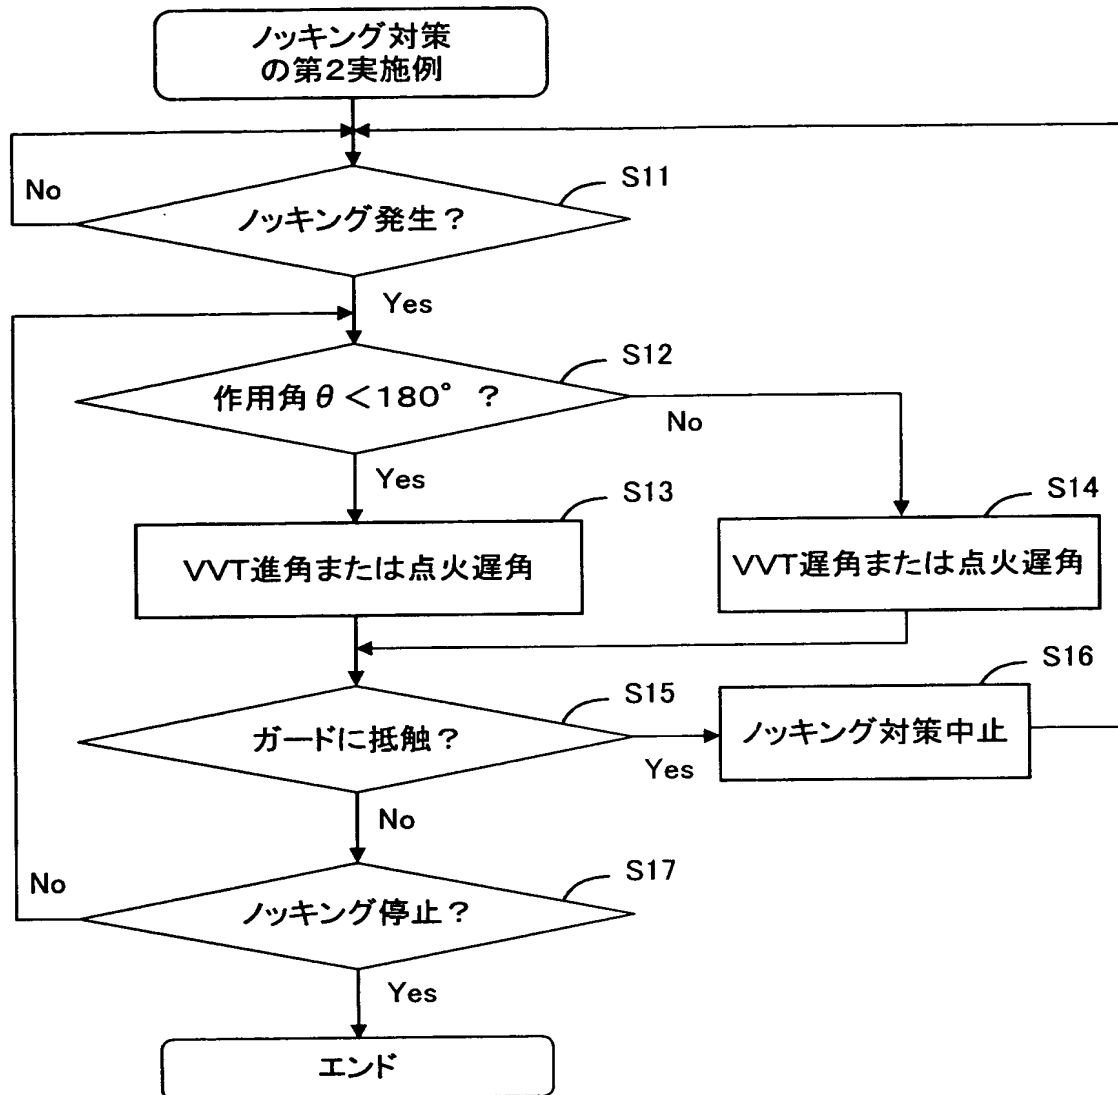 ノッキング対策
の第2実施例
S11
No
ノッキング発生？
Yes
S12
作用角θ＜180°？
No
Yes
S13
S14
VVT進角または点火遅角
VVT遅角または点火遅角
S16
S15
ガードに抵触？
ノッキング対策中止
Yes
No
S17
No
ノッキング停止？
Yes
エンド